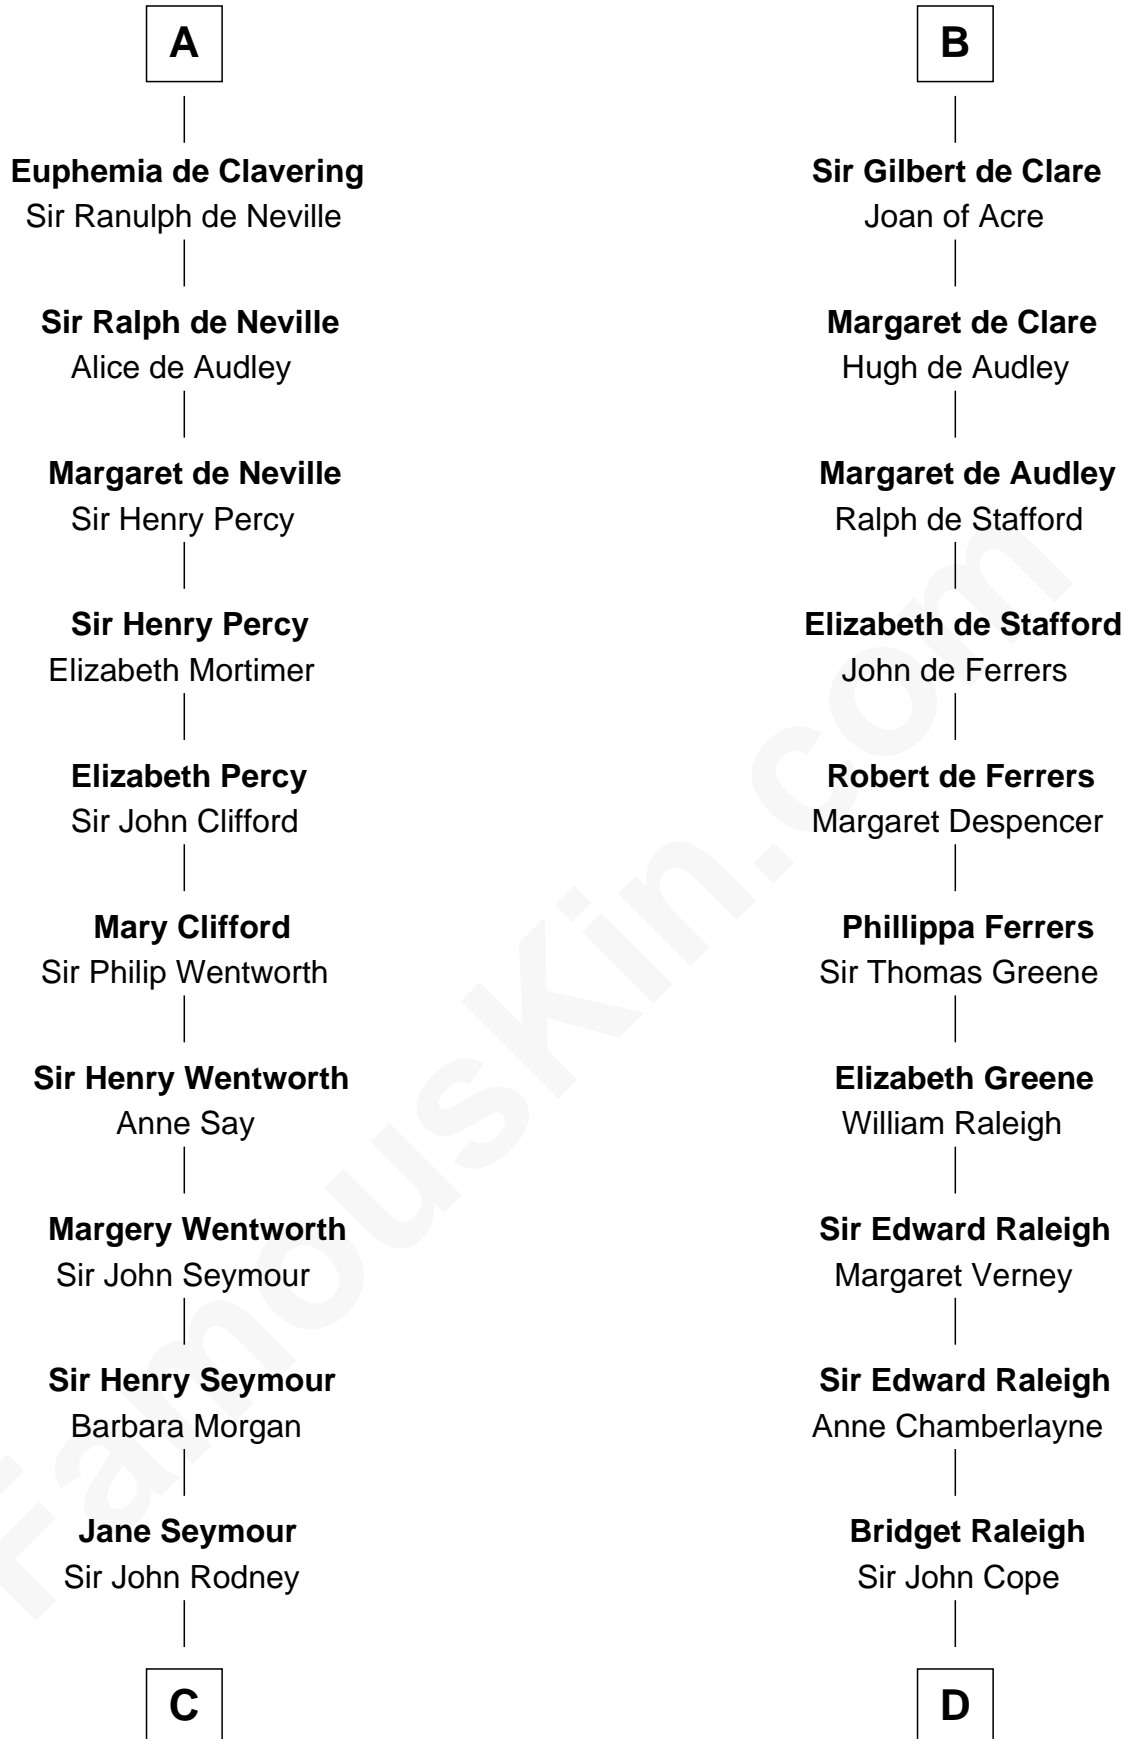 A
Euphemia de Clavering
Sir Ranulph de Neville
Sir Ralph de Neville
Alice de Audley
Margaret de Neville
Sir Henry Percy
Sir Henry Percy
Elizabeth Mortimer
Elizabeth Percy
Sir John Clifford
Mary Clifford
Sir Philip Wentworth
Sir Henry Wentworth
Anne Say
Margery Wentworth
Sir John Seymour
Sir Henry Seymour
Barbara Morgan
Jane Seymour
Sir John Rodney
C
B
Sir Gilbert de Clare
Joan of Acre
Margaret de Clare
Hugh de Audley
Margaret de Audley
Ralph de Stafford
Elizabeth de Stafford
John de Ferrers
Robert de Ferrers
Margaret Despencer
Phillippa Ferrers
Sir Thomas Greene
Elizabeth Greene
William Raleigh
Sir Edward Raleigh
Margaret Verney
Sir Edward Raleigh
Anne Chamberlayne
Bridget Raleigh
Sir John Cope
D
FamousKin.com